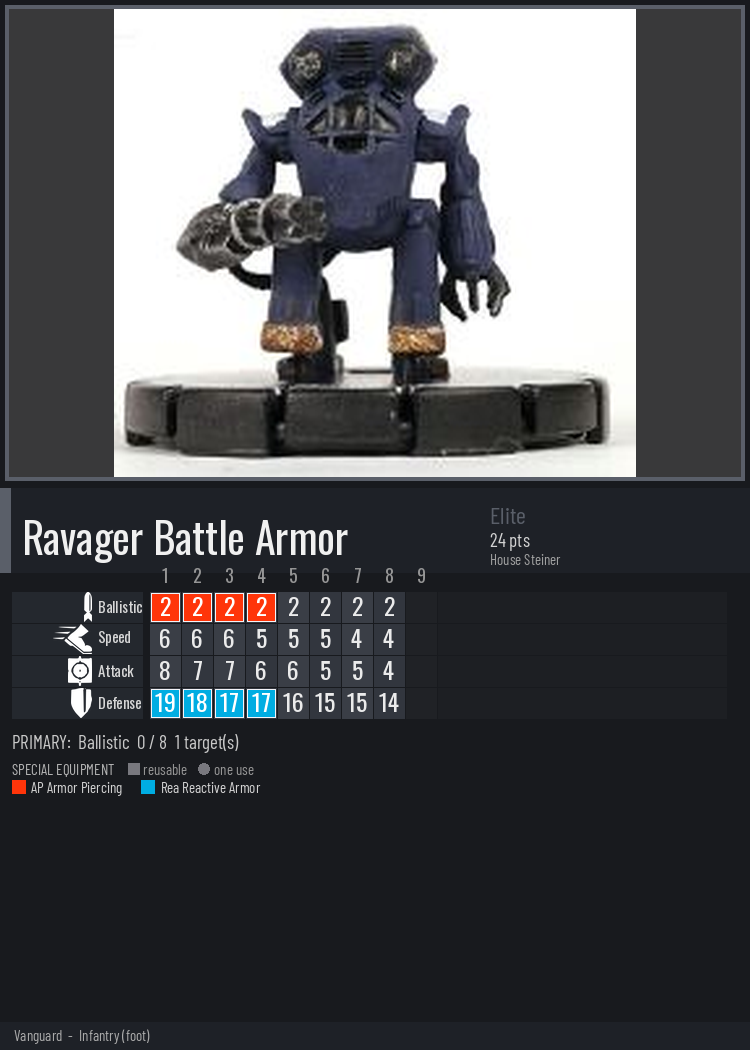 Ravager Battle Armor
Elite
24 pts
House Steiner
1 2 3 4 5 6 7 8 9
Ballistic 2 2 2 2 2 2 2 2
Speed 6 6 6 5 5 5 4 4
Attack 8 7 7 6 6 5 5 4
Defense 19 18 17 17 16 15 15 14
PRIMARY: Ballistic 0 / 8 1 target(s)
SPECIAL EQUIPMENT reusable one use
AP Armor Piercing Rea Reactive Armor
Vanguard - Infantry (foot)